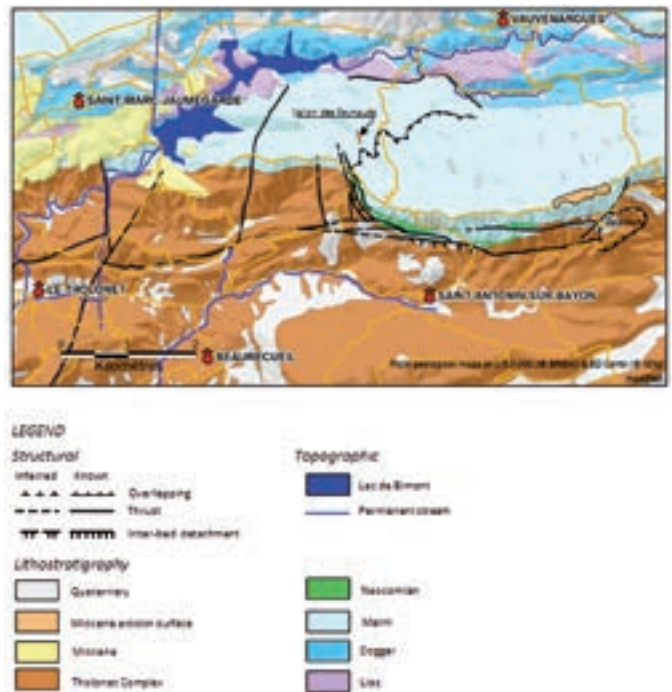 VAUVENARGUES
SAINT-MARC-JAUMEGARDE
LE THOLONET
SAINT-ANTONIN-SUR-BAYON
BEAURECUEIL
0
Kilomètres
LEGEND
Structural
Inferred Known
Overlapping
Thrust
Inter-bed detachment
Topographic
Lac de Bimont
Permanent stream
Lithostratigraphy
Quaternary
Miocene erosion surface
Miocene
Tholonet Complex
Neocomian
Malm
Dogger
Lias